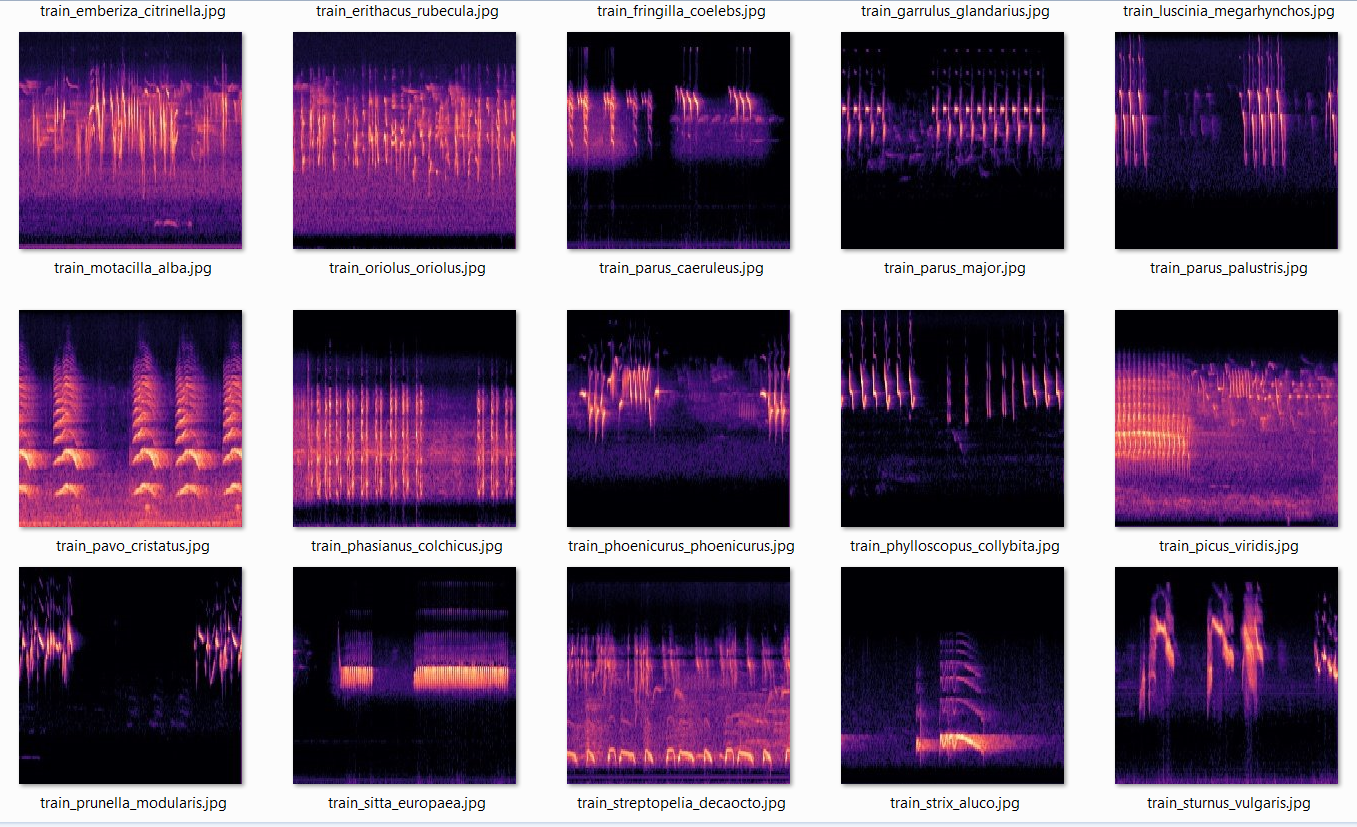 train_emberiza_citrinella.jpg train_erithacus_rubecula.jpg train_fringilla_coelebs.jpg train_garrulus_glandarius.jpg train_luscinia_megarhynchos.jpg
train_motacilla_alba.jpg train_oriolus_oriolus.jpg train_parus_caeruleus.jpg train_parus_major.jpg train_parus_palustris.jpg
train_pavo_cristatus.jpg train_phasianus_colchicus.jpg train_phoenicurus_phoenicurus.jpg train_phylloscopus_collybita.jpg train_picus_viridis.jpg
train_prunella_modularis.jpg train_sitta_europaea.jpg train_streptopelia_decaocto.jpg train_strix_aluco.jpg train_sturnus_vulgaris.jpg